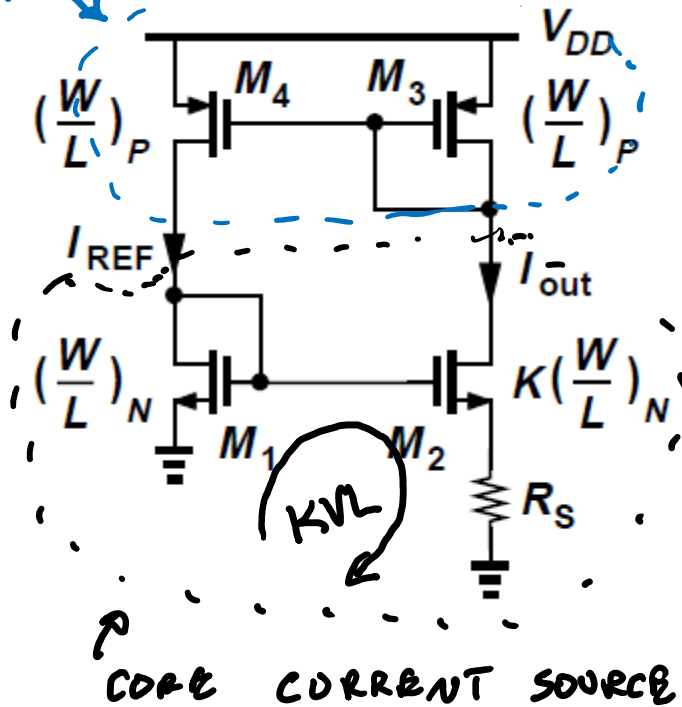 V_DD
M_4 M_3
(W/L)_P (W/L)_P
I_REF I_out
(W/L)_N K(W/L)_N
M_1 M_2
KVL
R_S
CORE CURRENT SOURCE